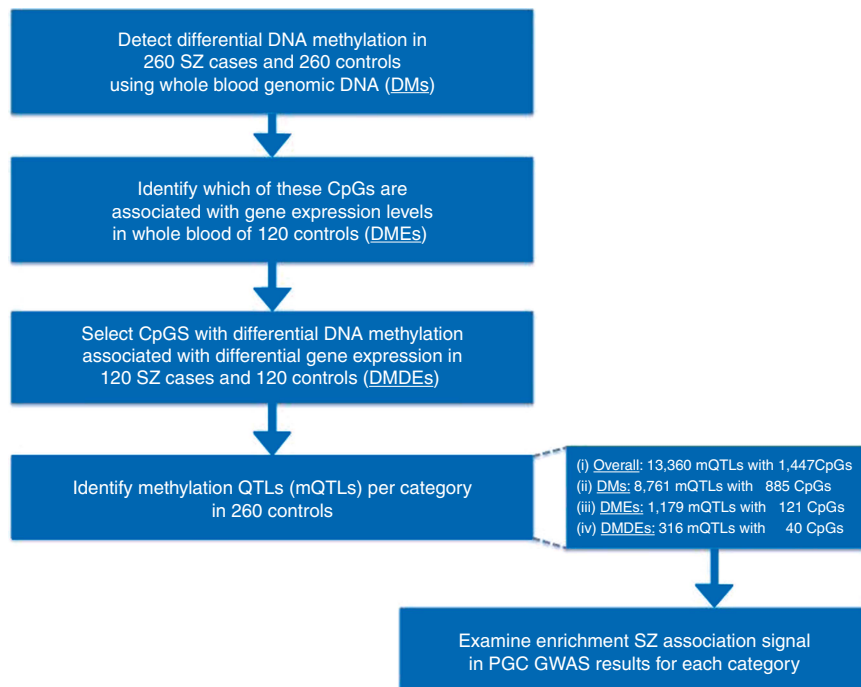 Detect differential DNA methylation in
260 SZ cases and 260 controls
using whole blood genomic DNA (DMs)
Identify which of these CpGs are
associated with gene expression levels
in whole blood of 120 controls (DMEs)
Select CpGS with differential DNA methylation
associated with differential gene expression in
120 SZ cases and 120 controls (DMDEs)
Identify methylation QTLs (mQTLs) per category
in 260 controls
(i) Overall: 13,360 mQTLs with 1,447CpGs
(ii) DMs: 8,761 mQTLs with 885 CpGs
(iii) DMEs: 1,179 mQTLs with 121 CpGs
(iv) DMDEs: 316 mQTLs with 40 CpGs
Examine enrichment SZ association signal
in PGC GWAS results for each category